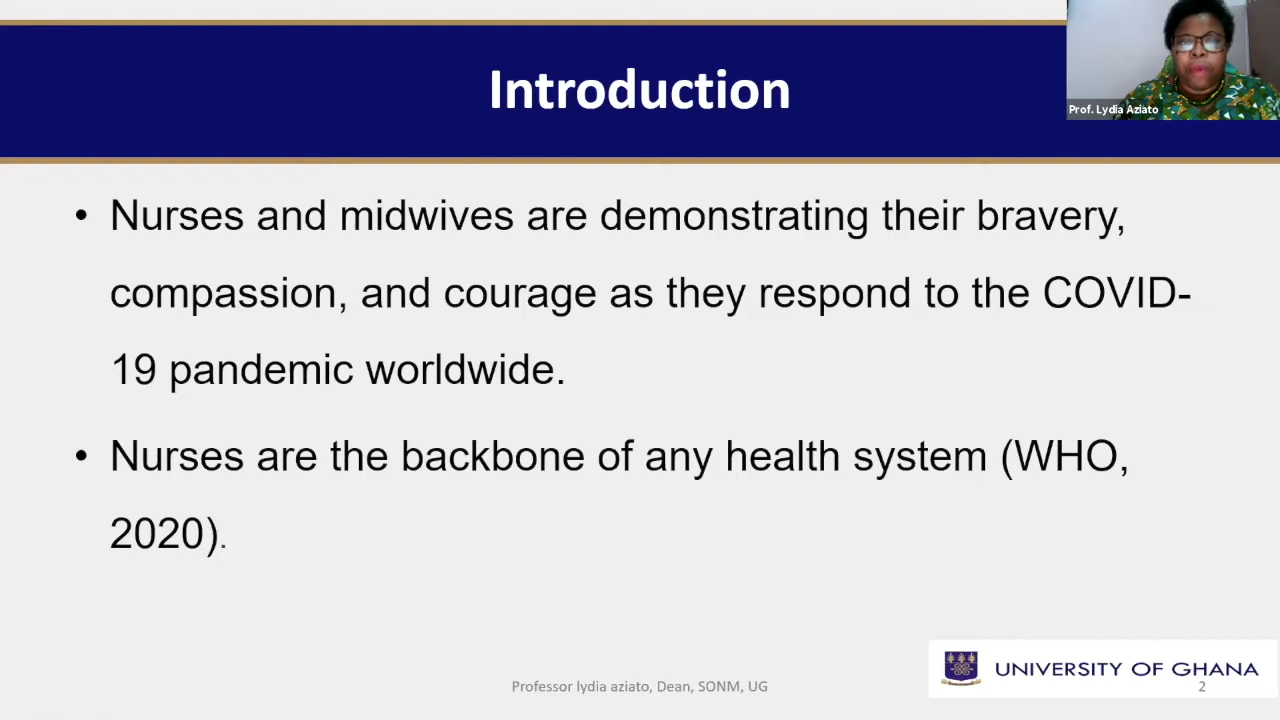 Introduction
Prof. Lydia Aziato
• Nurses and midwives are demonstrating their bravery,
compassion, and courage as they respond to the COVID-
19 pandemic worldwide.
• Nurses are the backbone of any health system (WHO,
2020).
Professor lydia aziato, Dean, SONM, UG
UNIVERSITY OF GHANA
2